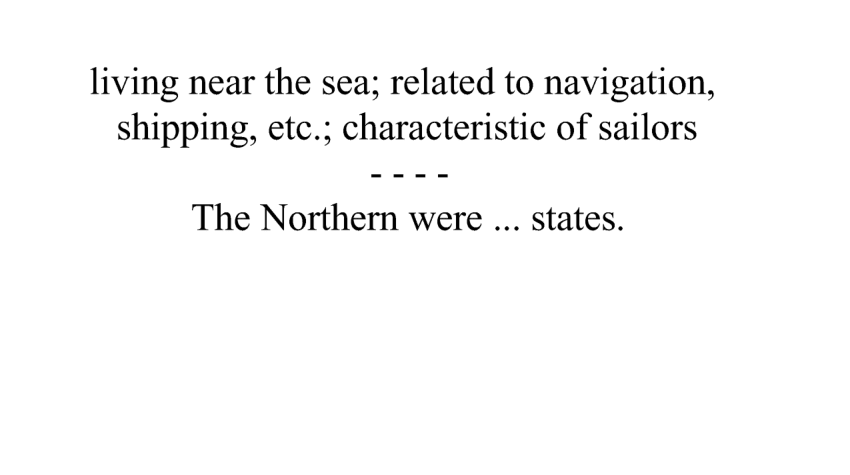 living near the sea; related to navigation,
shipping, etc.; characteristic of sailors
- - - -
The Northern were ... states.